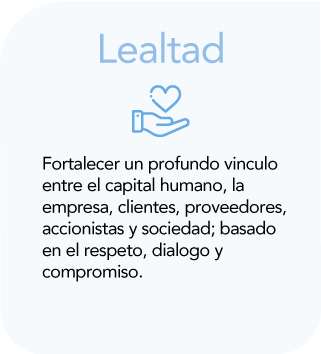 Lealtad
Fortalecer un profundo vinculo
entre el capital humano, la
empresa, clientes, proveedores,
accionistas y sociedad; basado
en el respeto, dialogo y
compromiso.